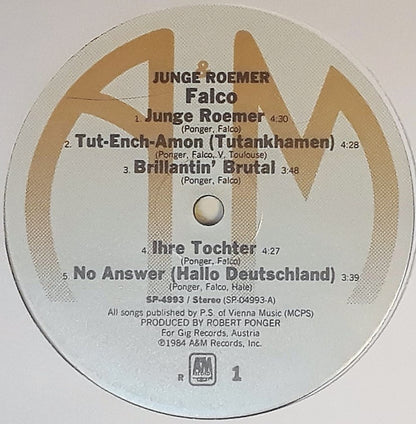 &
JUNGE ROEMER
Falco
1. Junge Roemer 4:30
(Ponger, Falco)
2. Tut-Ench-Amon (Tutankhamen) 4:28
(Ponger, Falco, V. Toulouse)
3. Brillantin' Brutal 3:48
(Ponger, Falco)
4. Ihre Tochter 4:27
(Ponger, Falco)
5. No Answer (Hallo Deutschland) 3:39
(Ponger, Falco, Hale)
SP-4993 / Stereo (SP-04993-A)
All songs published by P.S. of Vienna Music (MCPS)
PRODUCED BY ROBERT PONGER
For Gig Records, Austria
℗1984 A&M Records, Inc.
R A&M RECORDS 1